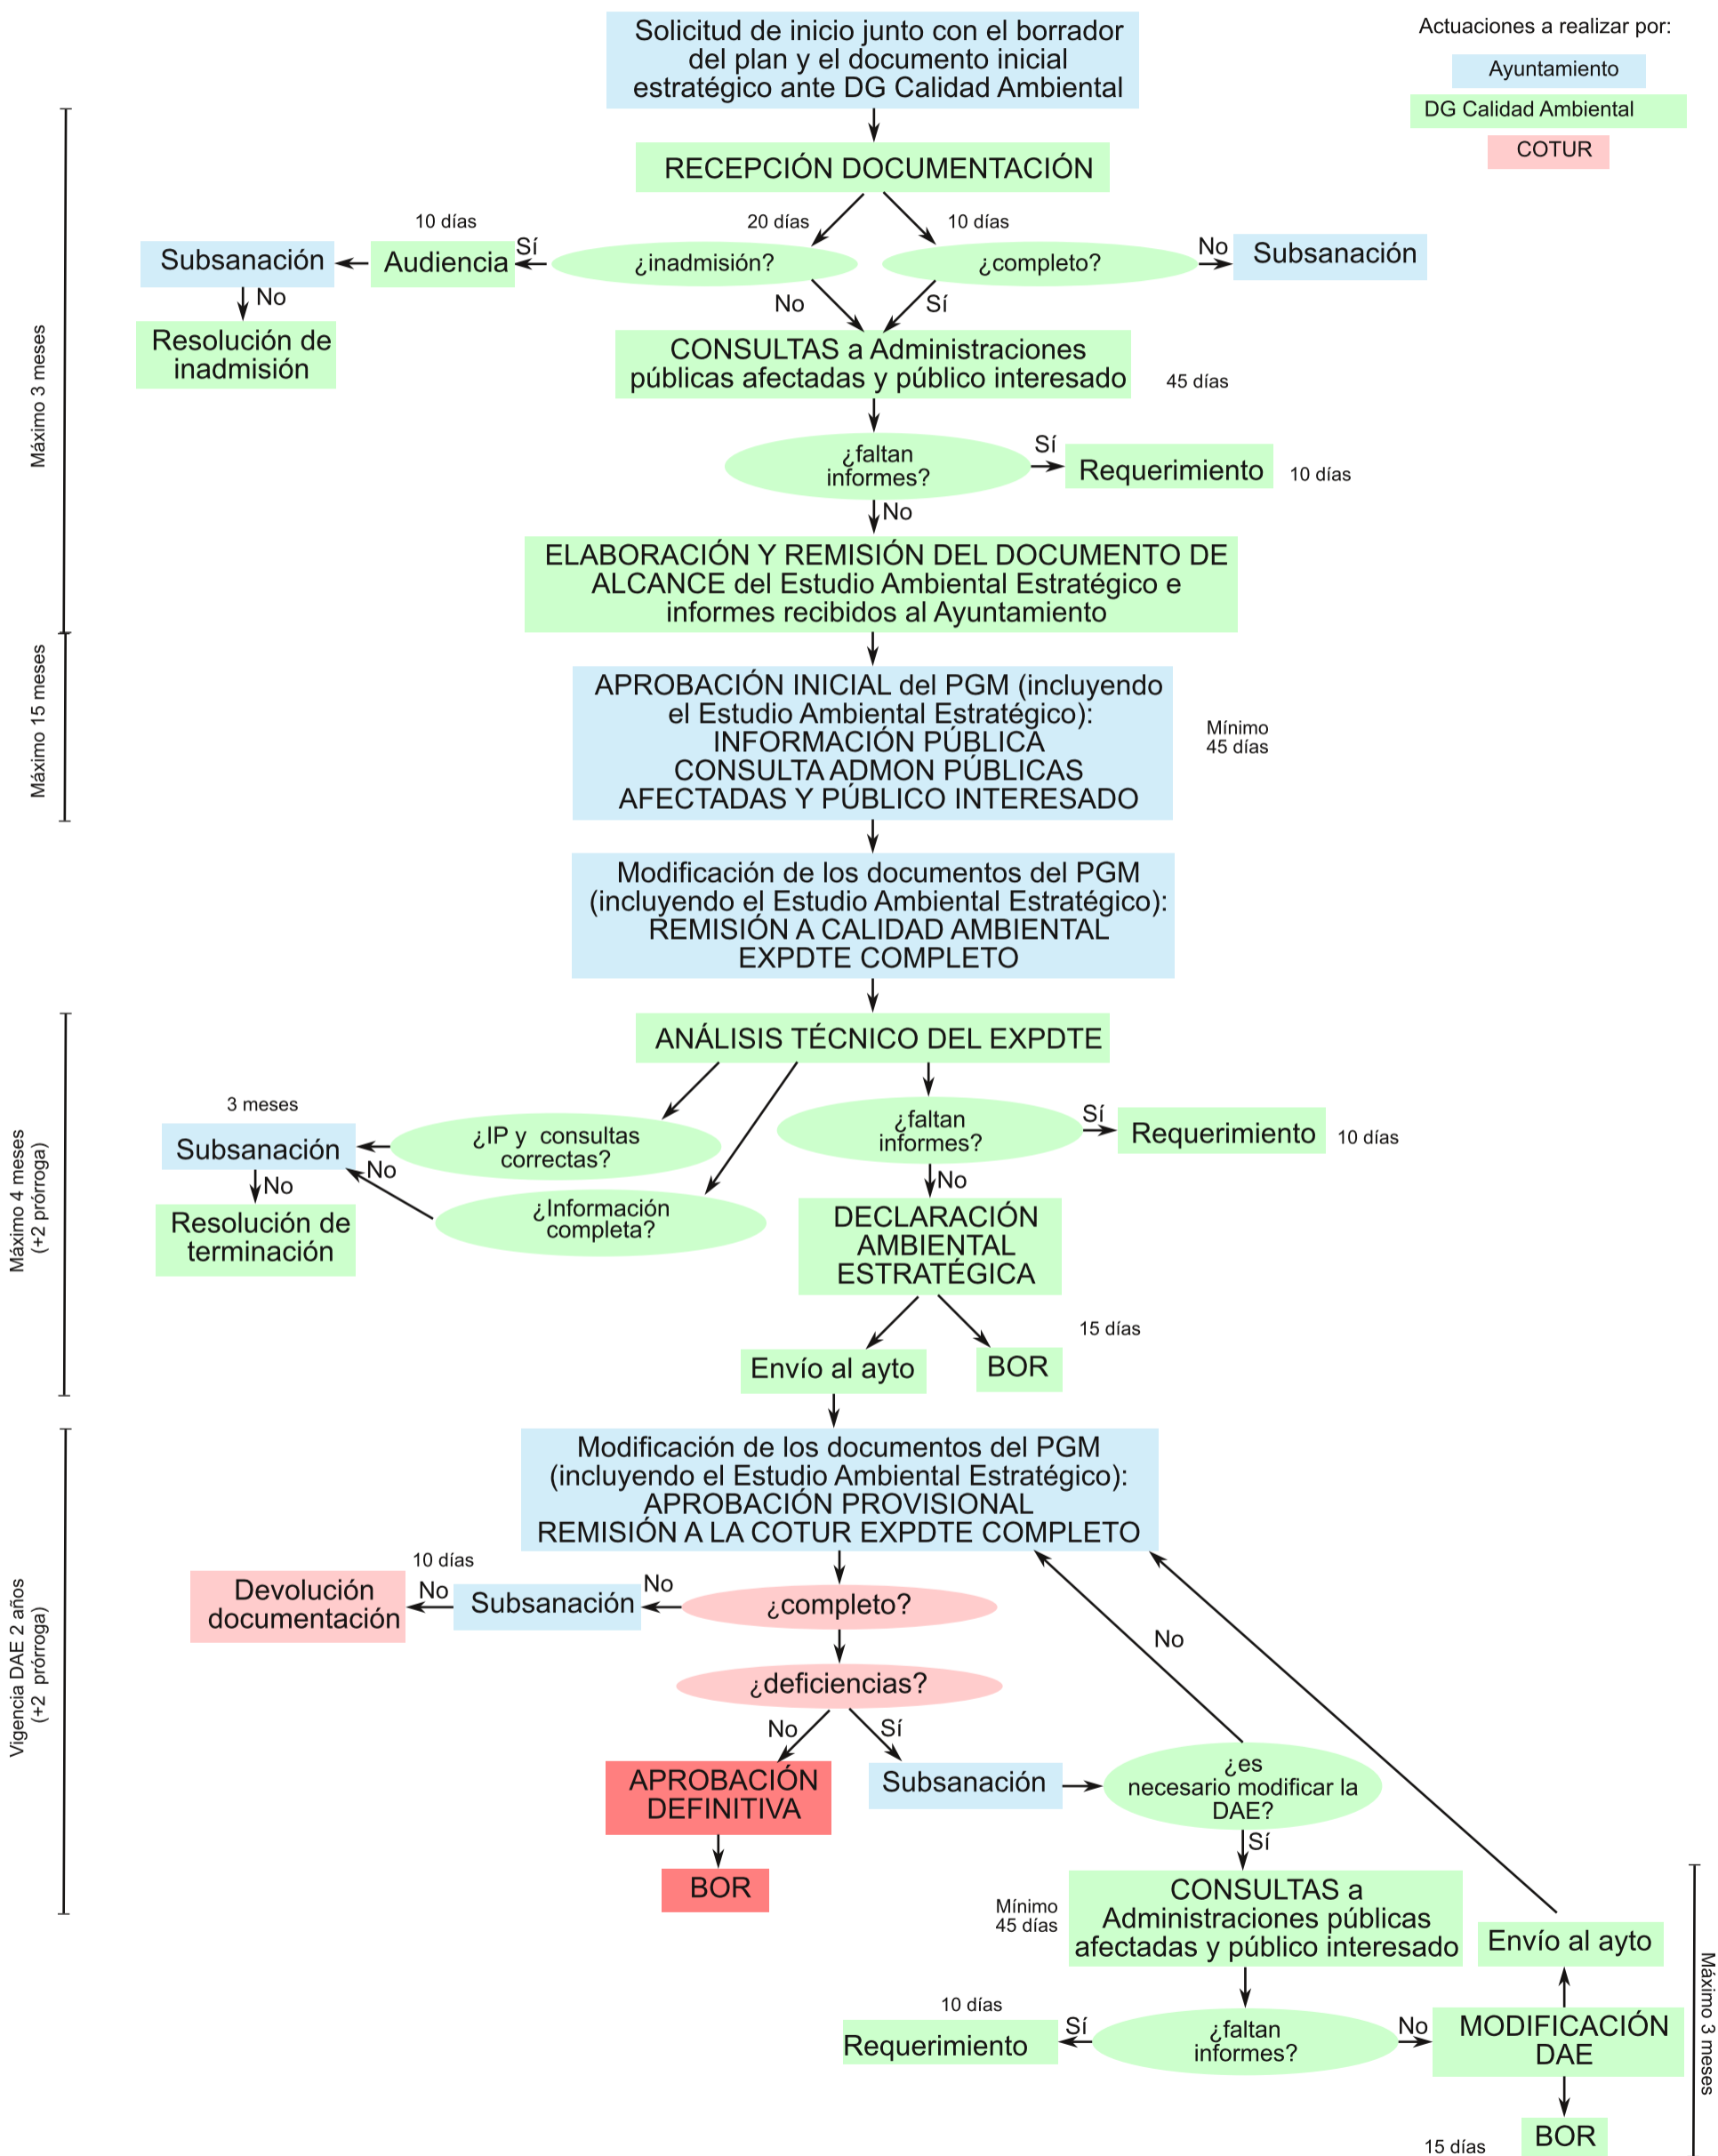 Solicitud de inicio junto con el borrador
del plan y el documento inicial
estratégico ante DG Calidad Ambiental
Actuaciones a realizar por:
Ayuntamiento
DG Calidad Ambiental
COTUR
RECEPCIÓN DOCUMENTACIÓN
10 días
20 días
10 días
Subsanación
Audiencia
Sí
¿inadmisión?
¿completo?
No
Subsanación
No
No
Sí
Resolución de
inadmisión
CONSULTAS a Administraciones
públicas afectadas y público interesado
45 días
Máximo 3 meses
¿faltan
informes?
Sí
Requerimiento
10 días
No
ELABORACIÓN Y REMISIÓN DEL DOCUMENTO DE
ALCANCE del Estudio Ambiental Estratégico e
informes recibidos al Ayuntamiento
Máximo 15 meses
APROBACIÓN INICIAL del PGM (incluyendo
el Estudio Ambiental Estratégico):
INFORMACIÓN PÚBLICA
CONSULTA ADMON PÚBLICAS
AFECTADAS Y PÚBLICO INTERESADO
Mínimo
45 días
Modificación de los documentos del PGM
(incluyendo el Estudio Ambiental Estratégico):
REMISIÓN A CALIDAD AMBIENTAL
EXPDTE COMPLETO
ANÁLISIS TÉCNICO DEL EXPDTE
Máximo 4 meses
(+2 prórroga)
3 meses
Subsanación
¿IP y  consultas
correctas?
¿faltan
informes?
Sí
Requerimiento
10 días
No
No
No
Resolución de
terminación
¿Información
completa?
DECLARACIÓN
AMBIENTAL
ESTRATÉGICA
15 días
Envío al ayto
BOR
Vigencia DAE 2 años
(+2  prórroga)
Modificación de los documentos del PGM
(incluyendo el Estudio Ambiental Estratégico):
APROBACIÓN PROVISIONAL
REMISIÓN A LA COTUR EXPDTE COMPLETO
10 días
Devolución
documentación
No
Subsanación
No
¿completo?
No
¿deficiencias?
No
Sí
APROBACIÓN
DEFINITIVA
Subsanación
¿es
necesario modificar la
DAE?
Sí
BOR
Mínimo
45 días
CONSULTAS a
Administraciones públicas
afectadas y público interesado
Envío al ayto
Máximo 3 meses
10 días
Requerimiento
Sí
¿faltan
informes?
No
MODIFICACIÓN
DAE
15 días
BOR